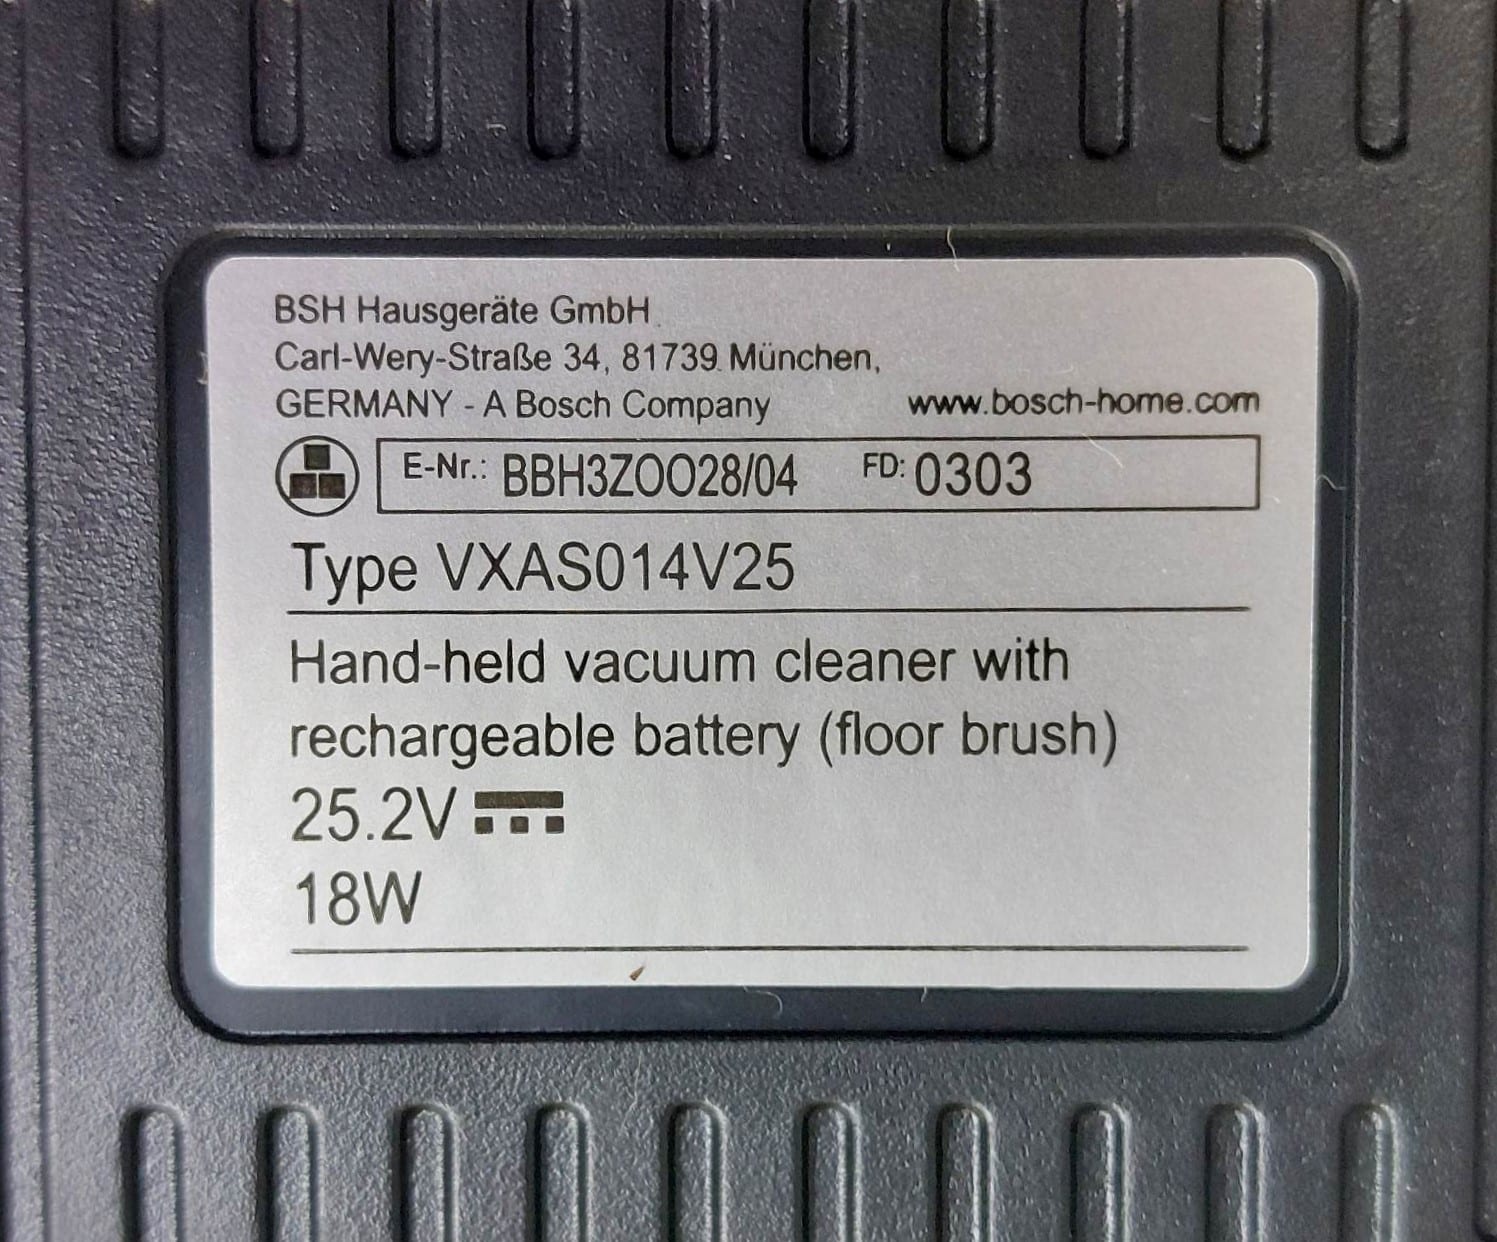 BSH Hausgeräte GmbH
Carl-Wery-Straße 34, 81739 München,
GERMANY - A Bosch Company www.bosch-home.com
E-Nr.: BBH3ZOO28/04 FD: 0303
Type VXAS014V25
Hand-held vacuum cleaner with
rechargeable battery (floor brush)
25.2V
18W